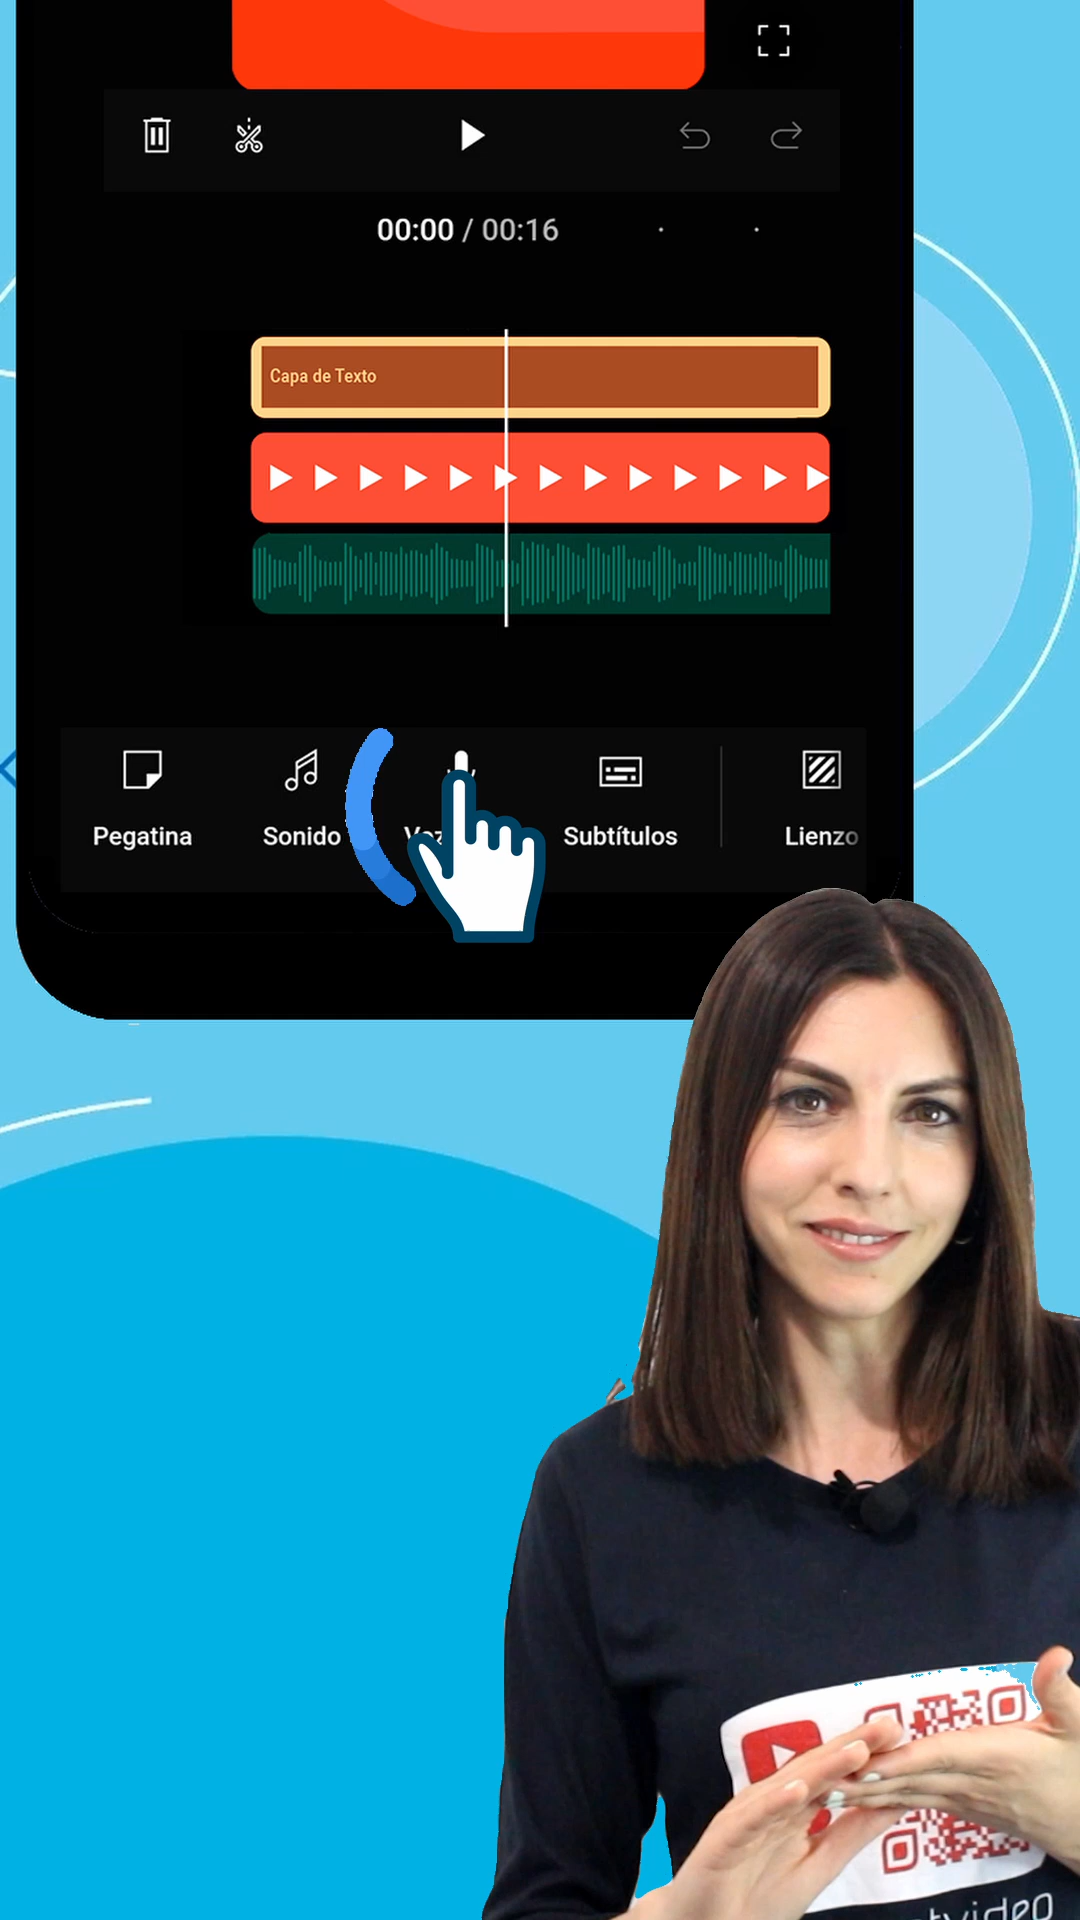 00:00 / 00:16
Capa de Texto
Pegatina
Sonido
Subtítulos
Lienzo